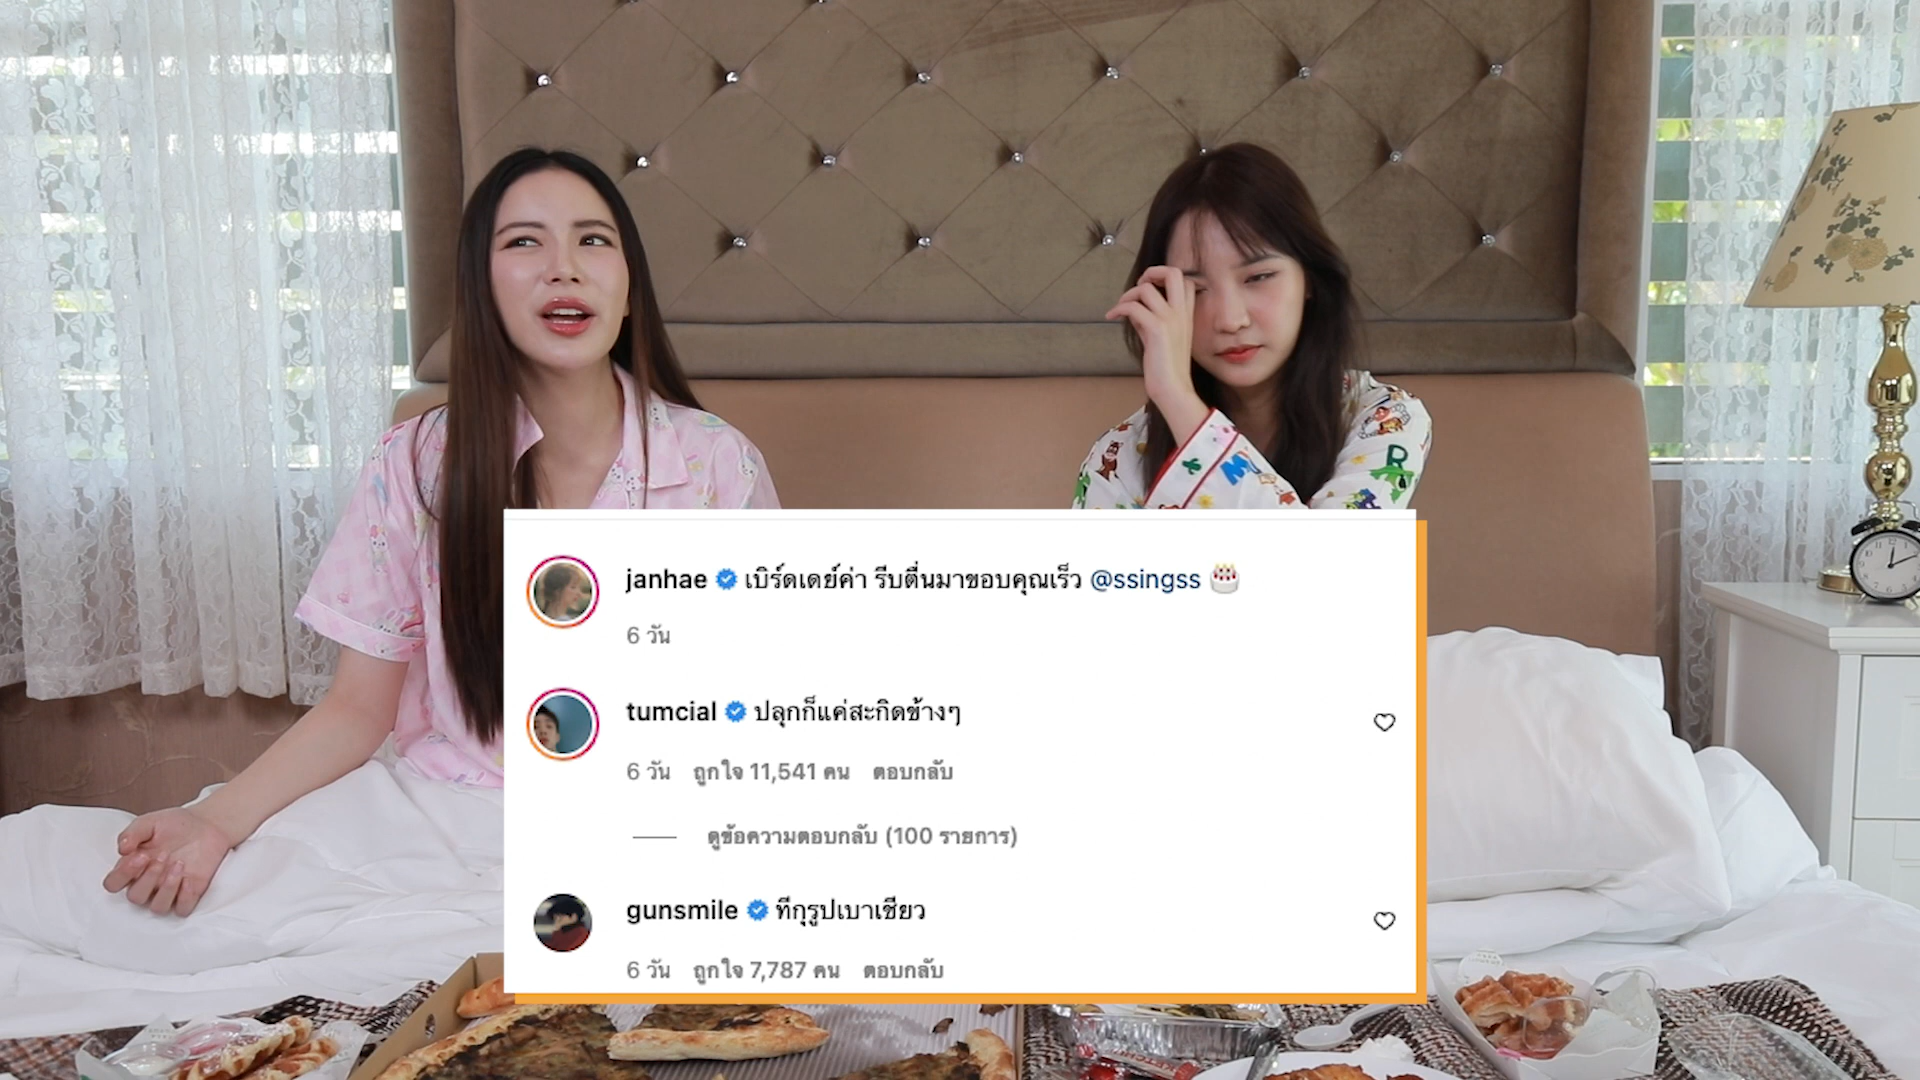 janhae เบิร์ดเดย์ค่า รีบตื่นมาขอบคุณเร็ว @ssingss 🎂
6 วัน
tumcial ปลุกก็แค่สะกิดข้างๆ
6 วัน ถูกใจ 11,541 คน ตอบกลับ
ดูข้อความตอบกลับ (100 รายการ)
gunsmile ทีกุรูปเบาเชียว
6 วัน ถูกใจ 7,787 คน ตอบกลับ